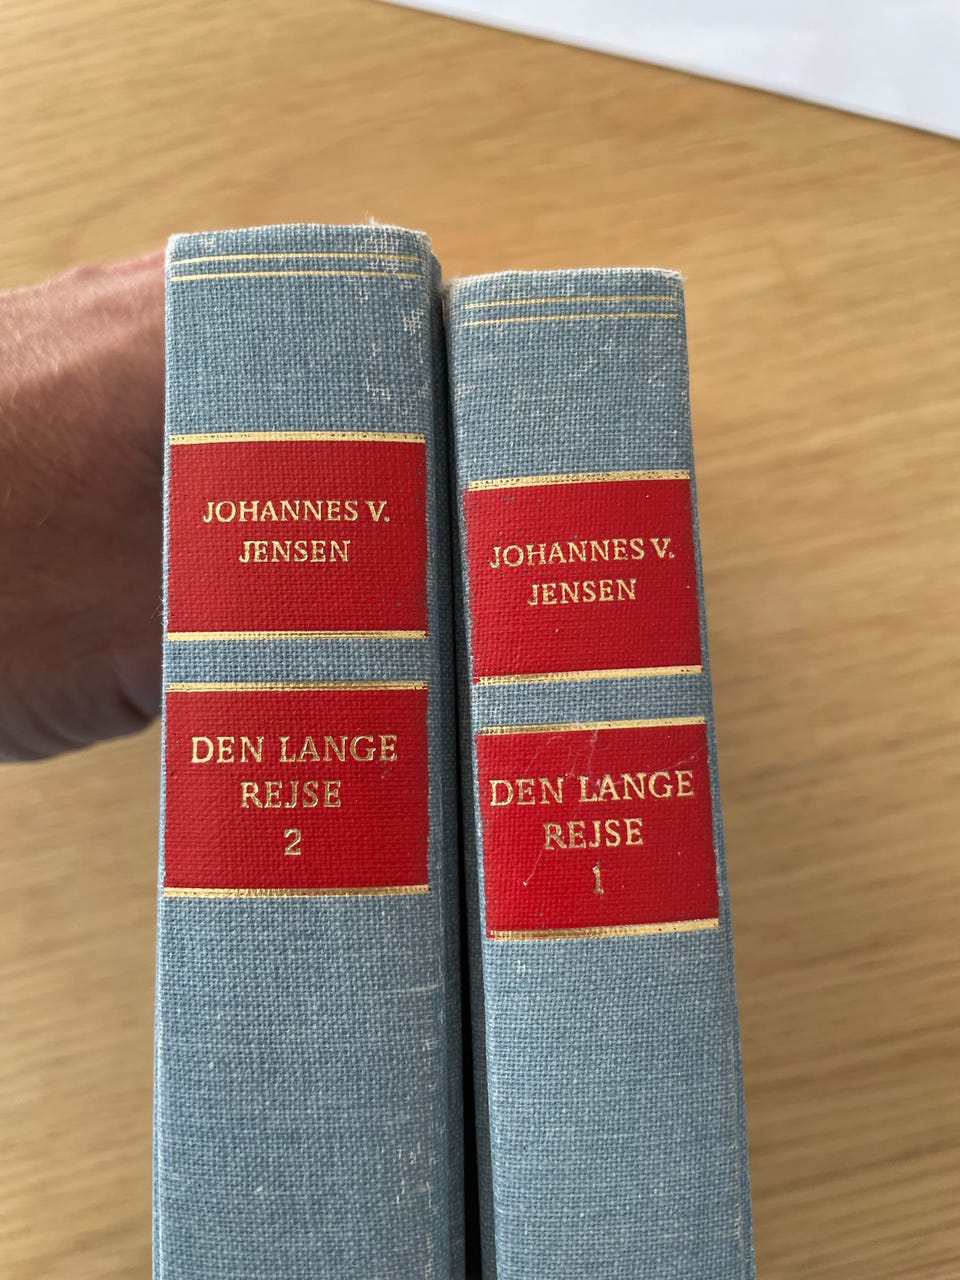 JOHANNES V.
JENSEN
DEN LANGE
REJSE
2
JOHANNES V.
JENSEN
DEN LANGE
REJSE
1